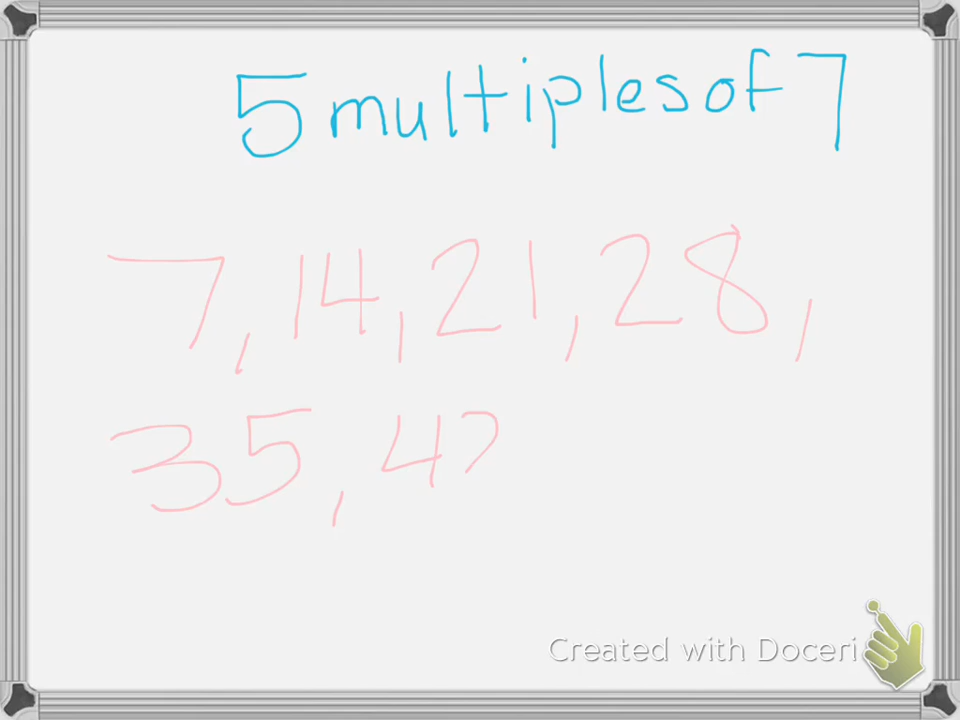 5 multiples of 7
7, 14, 21, 28,
35, 42
Created with Doceri